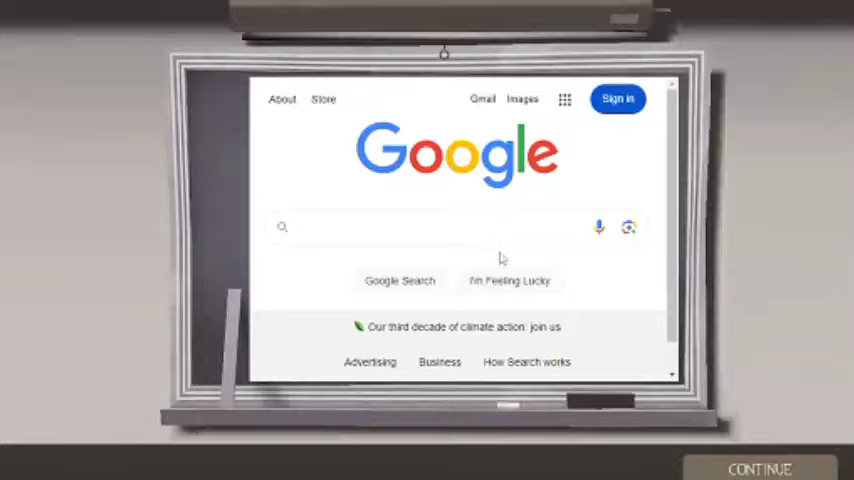 About Store Gmail Images Sign in
Google
Google Search I'm Feeling Lucky
Our third decade of climate action: join us
Advertising Business How Search works
CONTINUE